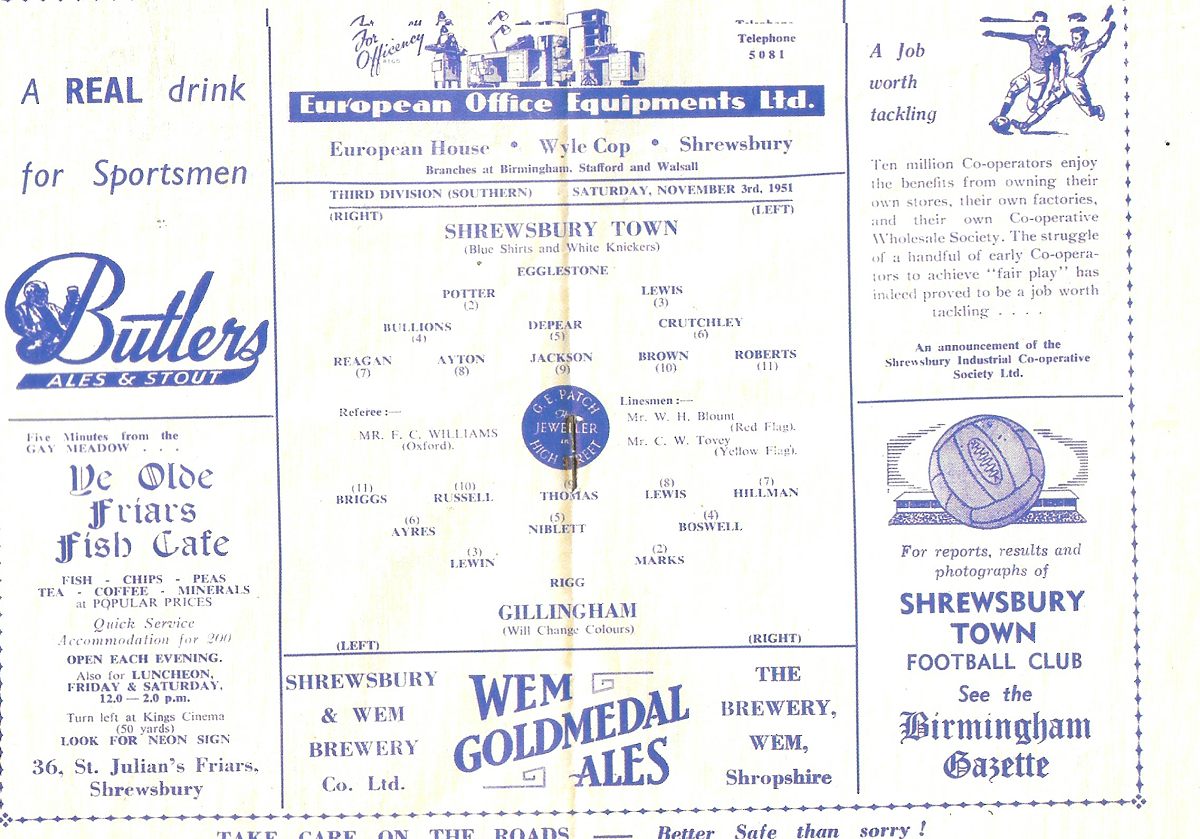 A REAL drink
for Sportsmen
Butlers
ALES & STOUT
Five Minutes from the
GAY MEADOW . . .
Ye Olde
Friars
Fish Cafe
FISH - CHIPS - PEAS
TEA - COFFEE - MINERALS
at POPULAR PRICES
Quick Service
Accommodation for 200
OPEN EACH EVENING.
Also for LUNCHEON,
FRIDAY & SATURDAY,
12.0 — 2.0 p.m.
Turn left at Kings Cinema
(50 yards)
LOOK FOR NEON SIGN
36, St. Julian's Friars,
Shrewsbury
For
Officency
Telephone
Telephone
5081
European Office Equipments Ltd.
European House • Wyle Cop • Shrewsbury
Branches at Birmingham, Stafford and Walsall
THIRD DIVISION (SOUTHERN) SATURDAY, NOVEMBER 3rd, 1951
(RIGHT) (LEFT)
SHREWSBURY TOWN
(Blue Shirts and White Knickers)
EGGLESTONE
POTTER LEWIS
(2) (3)
BULLIONS DEPEAR CRUTCHLEY
(4) (5) (6)
REAGAN AYTON JACKSON BROWN ROBERTS
(7) (8) (9) (10) (11)
Referee :—
MR. F. C. WILLIAMS
(Oxford).
G. E. PATCH
The
JEWELLER
in
HIGH STREET
Linesmen :—
Mr. W. H. Blount
(Red Flag).
Mr. C. W. Tovey
(Yellow Flag).
(11) (10) (9) (8) (7)
BRIGGS RUSSELL THOMAS LEWIS HILLMAN
(6) (5) (4)
AYRES NIBLETT BOSWELL
(3) (2)
LEWIN MARKS
RIGG
GILLINGHAM
(Will Change Colours)
(LEFT) (RIGHT)
SHREWSBURY
& WEM
BREWERY
Co. Ltd.
WEM
GOLDMEDAL
ALES
THE
BREWERY,
WEM,
Shropshire
A Job
worth
tackling
Ten million Co-operators enjoy
the benefits from owning their
own stores, their own factories,
and their own Co-operative
Wholesale Society. The struggle
of a handful of early Co-opera-
tors to achieve "fair play" has
indeed proved to be a job worth
tackling . . . .
An announcement of the
Shrewsbury Industrial Co-operative
Society Ltd.
For reports, results and
photographs of
SHREWSBURY
TOWN
FOOTBALL CLUB
See the
Birmingham
Gazette
TAKE CARE ON THE ROADS — Better Safe than sorry !